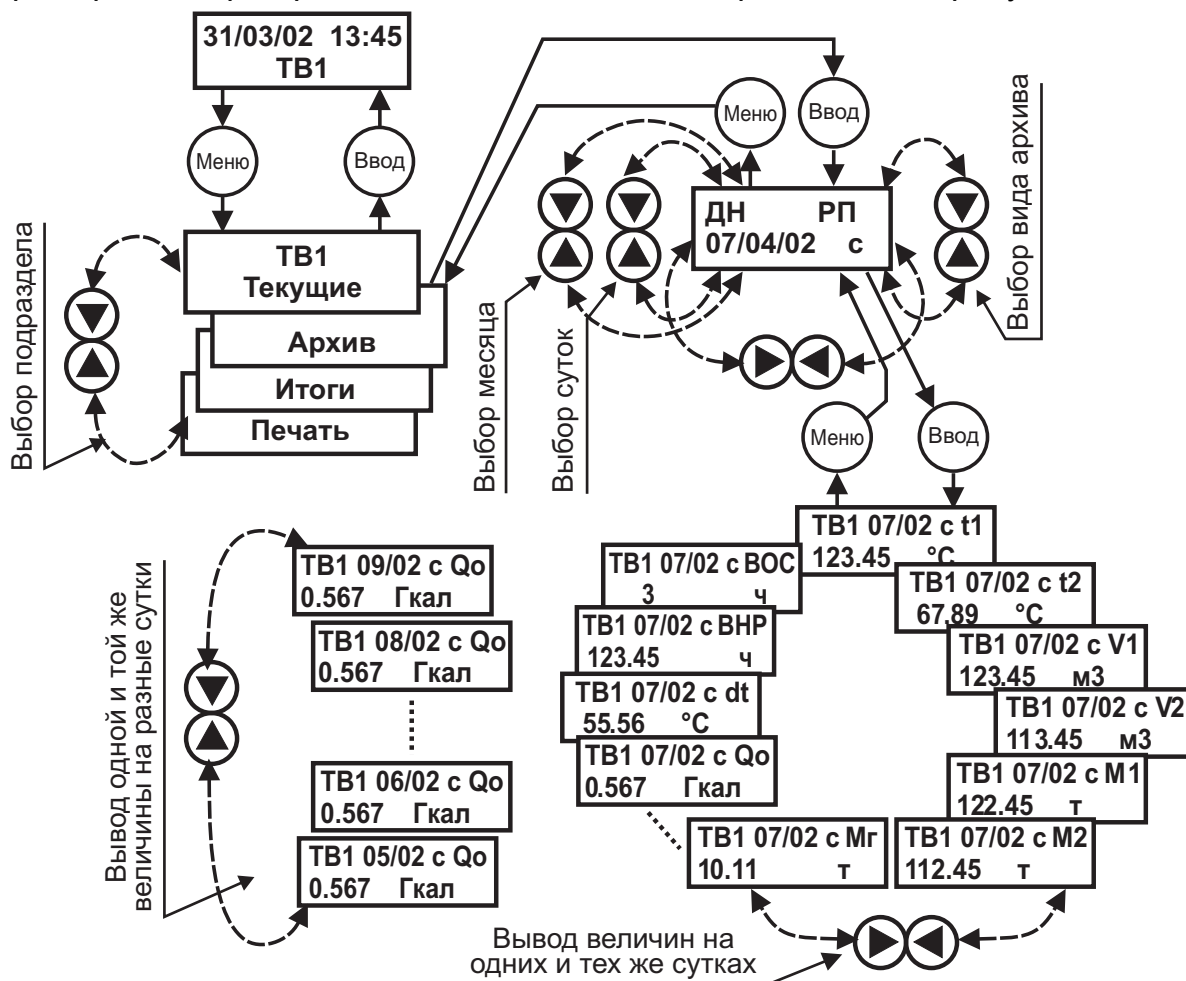 31/03/02 13:45
ТВ1
Меню
Ввод
ТВ1
Текущие
Архив
Итоги
Печать
Выбор подраздела
Меню
Ввод
ДН РП
07/04/02 с
Выбор месяца
Выбор суток
Выбор вида архива
Меню
Ввод
ТВ1 07/02 с t1
123.45 °C
ТВ1 07/02 с t2
67.89 °C
ТВ1 07/02 с V1
123.45 м3
ТВ1 07/02 с V2
113.45 м3
ТВ1 07/02 с М1
122.45 т
ТВ1 07/02 с М2
112.45 т
ТВ1 07/02 с Мг
10.11 т
ТВ1 07/02 с Qo
0.567 Гкал
ТВ1 07/02 с dt
55.56 °C
ТВ1 07/02 с ВНР
123.45 ч
ТВ1 07/02 с ВОС
3 ч
Вывод величин на
одних и тех же сутках
Вывод одной и той же
величины на разные сутки
ТВ1 09/02 с Qo
0.567 Гкал
ТВ1 08/02 с Qo
0.567 Гкал
ТВ1 06/02 с Qo
0.567 Гкал
ТВ1 05/02 с Qo
0.567 Гкал